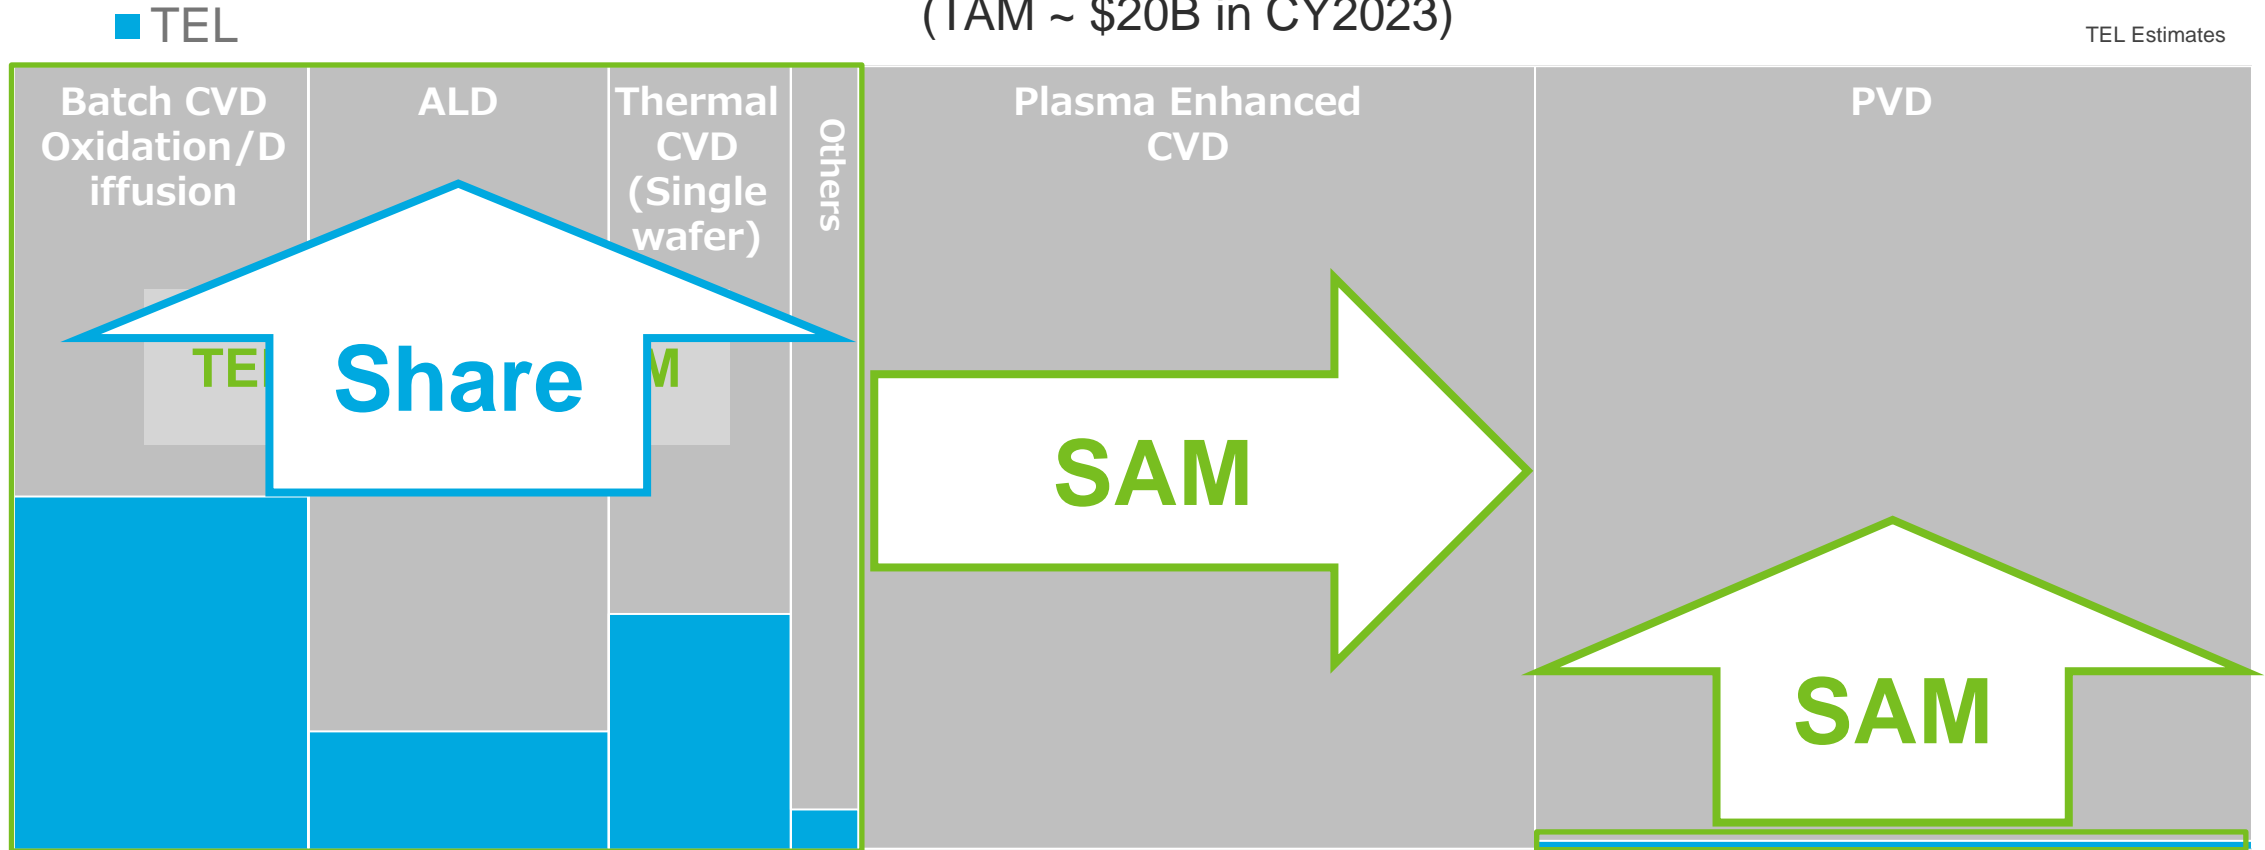 TEL
(TAM ~ $20B in CY2023)
TEL Estimates
Batch CVD
Oxidation/D
iffusion
ALD
Thermal
CVD
(Single
wafer)
Others
Plasma Enhanced
CVD
PVD
Share
SAM
SAM